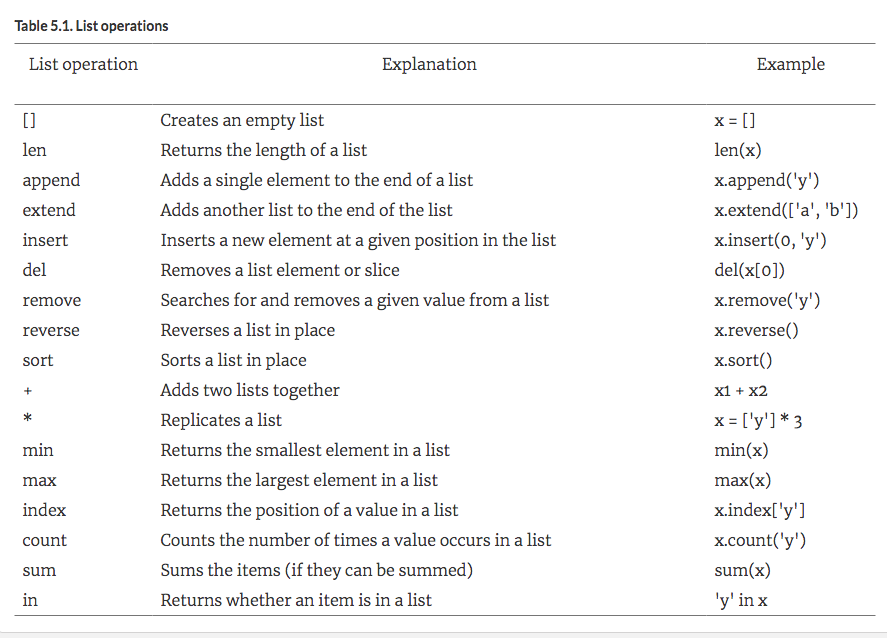 Table 5.1. List operations
List operation Explanation Example
[] Creates an empty list x = []
len Returns the length of a list len(x)
append Adds a single element to the end of a list x.append('y')
extend Adds another list to the end of the list x.extend(['a', 'b'])
insert Inserts a new element at a given position in the list x.insert(0, 'y')
del Removes a list element or slice del(x[0])
remove Searches for and removes a given value from a list x.remove('y')
reverse Reverses a list in place x.reverse()
sort Sorts a list in place x.sort()
+ Adds two lists together x1 + x2
* Replicates a list x = ['y'] * 3
min Returns the smallest element in a list min(x)
max Returns the largest element in a list max(x)
index Returns the position of a value in a list x.index['y']
count Counts the number of times a value occurs in a list x.count('y')
sum Sums the items (if they can be summed) sum(x)
in Returns whether an item is in a list 'y' in x